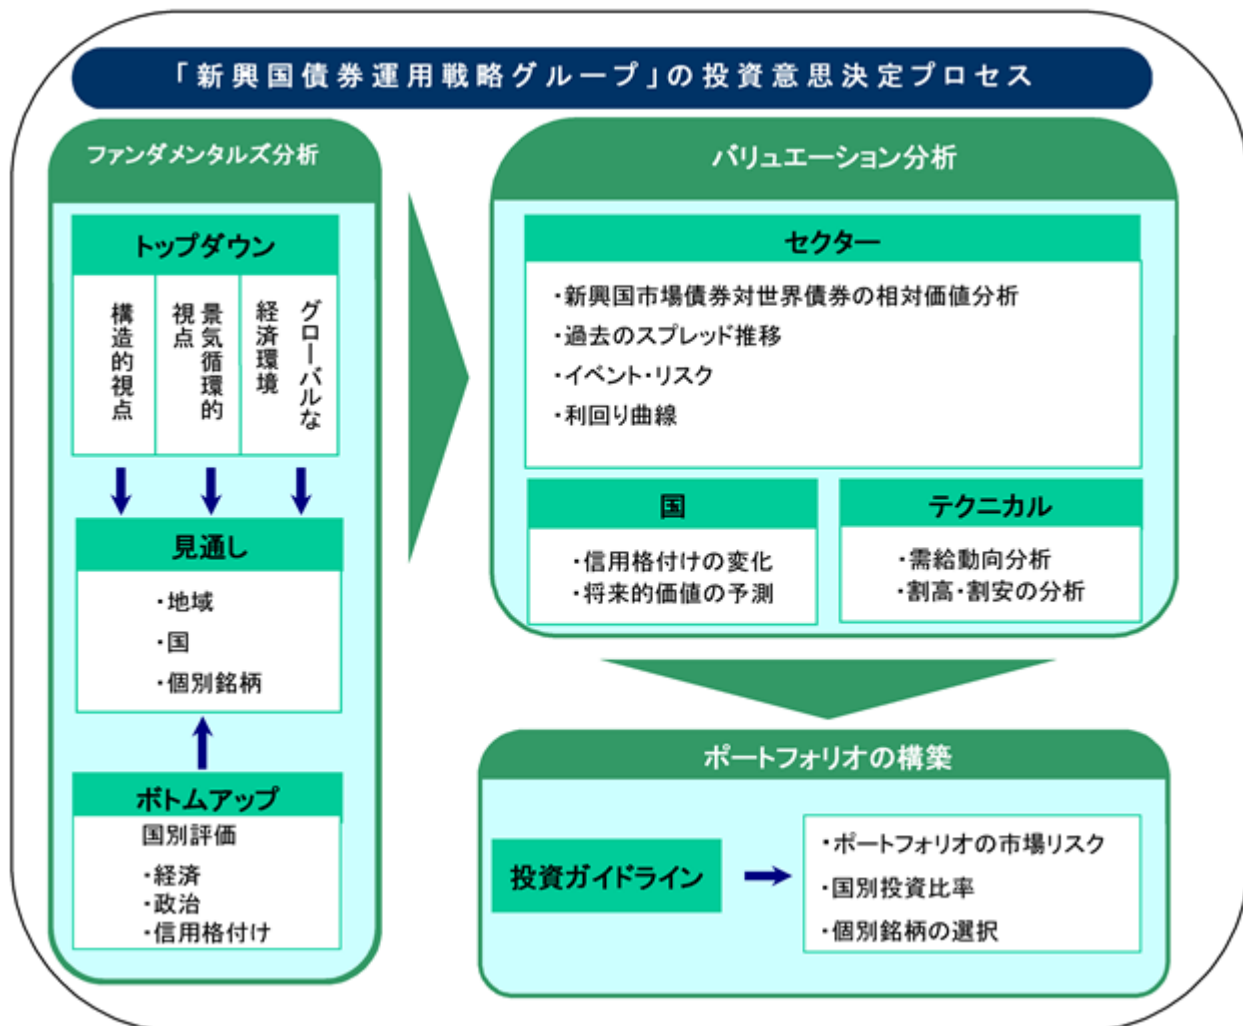 「新興国債券運用戦略グループ」の投資意思決定プロセス
ファンダメンタルズ分析
トップダウン
構造的視点
景気循環的
視点
グローバルな
経済環境
見通し
・地域
・国
・個別銘柄
ボトムアップ
国別評価
・経済
・政治
・信用格付け
バリュエーション分析
セクター
・新興国市場債券対世界債券の相対価値分析
・過去のスプレッド推移
・イベント・リスク
・利回り曲線
国
・信用格付けの変化
・将来的価値の予測
テクニカル
・需給動向分析
・割高・割安の分析
ポートフォリオの構築
投資ガイドライン
・ポートフォリオの市場リスク
・国別投資比率
・個別銘柄の選択